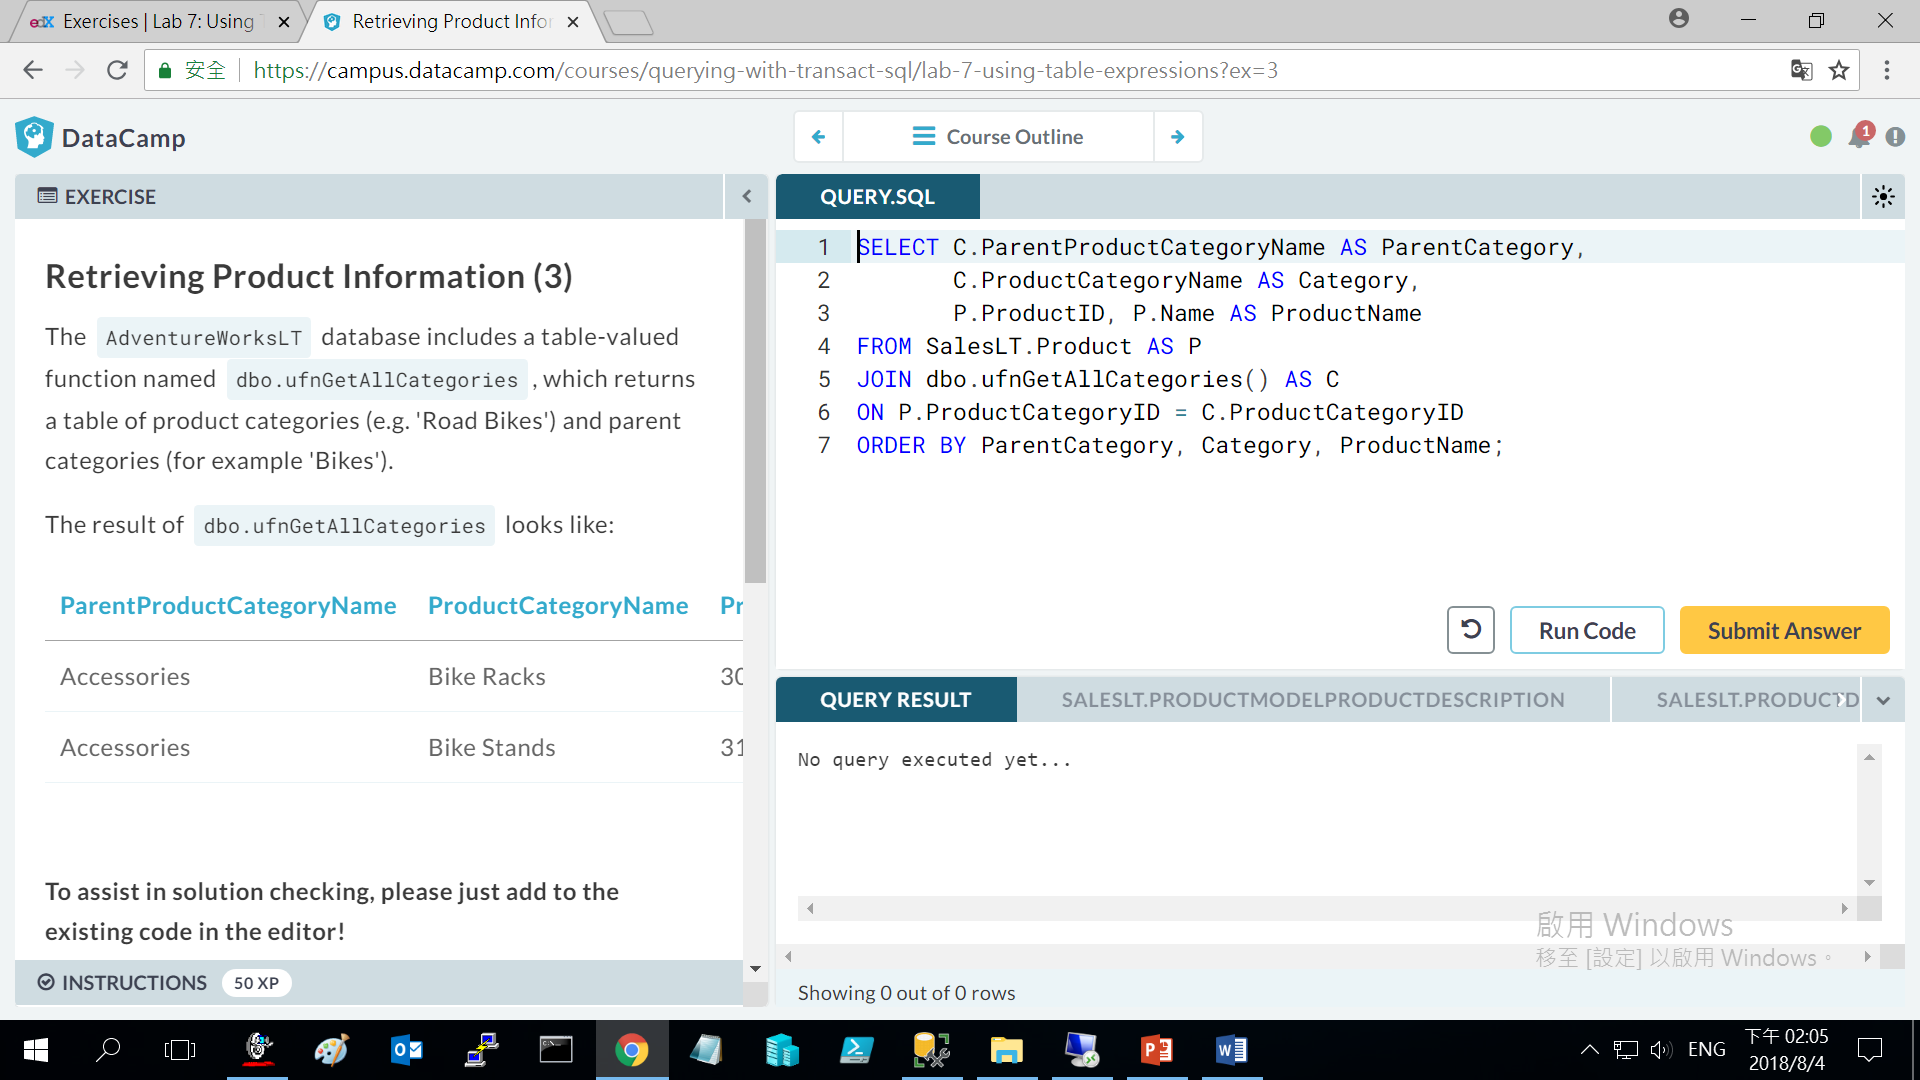 edX Exercises | Lab 7: Using
Retrieving Product Infor
安全
https://campus.datacamp.com/courses/querying-with-transact-sql/lab-7-using-table-expressions?ex=3
DataCamp
Course Outline
1
EXERCISE
Retrieving Product Information (3)
The AdventureWorksLT database includes a table-valued
function named dbo.ufnGetAllCategories , which returns
a table of product categories (e.g. 'Road Bikes') and parent
categories (for example 'Bikes').
The result of dbo.ufnGetAllCategories looks like:
ParentProductCategoryName ProductCategoryName Pr
Accessories Bike Racks 30
Accessories Bike Stands 31
To assist in solution checking, please just add to the
existing code in the editor!
INSTRUCTIONS 50 XP
QUERY.SQL
1 SELECT C.ParentProductCategoryName AS ParentCategory,
2 C.ProductCategoryName AS Category,
3 P.ProductID, P.Name AS ProductName
4 FROM SalesLT.Product AS P
5 JOIN dbo.ufnGetAllCategories() AS C
6 ON P.ProductCategoryID = C.ProductCategoryID
7 ORDER BY ParentCategory, Category, ProductName;
Run Code
Submit Answer
QUERY RESULT
SALESLT.PRODUCTMODELPRODUCTDESCRIPTION
SALESLT.PRODUCTD
No query executed yet...
啟用 Windows
移至 [設定] 以啟用 Windows。
Showing 0 out of 0 rows
ENG
下午 02:05
2018/8/4